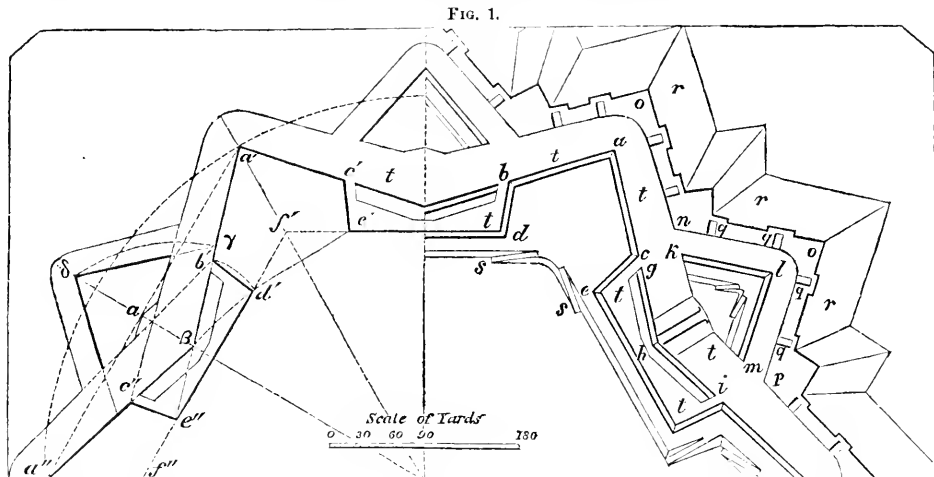 FIG. 1.
r
o
r
a
a'
t
c'
b
t
t
n
q
q
o
r
e'
f'
t
d
γ
b
δ
d'
s
s
c
g
k
l
e
t
q
a
β
h
t
m
q
p
c''
e''
i
t
Scale of Yards
0 30 60 90 180
a''
f''